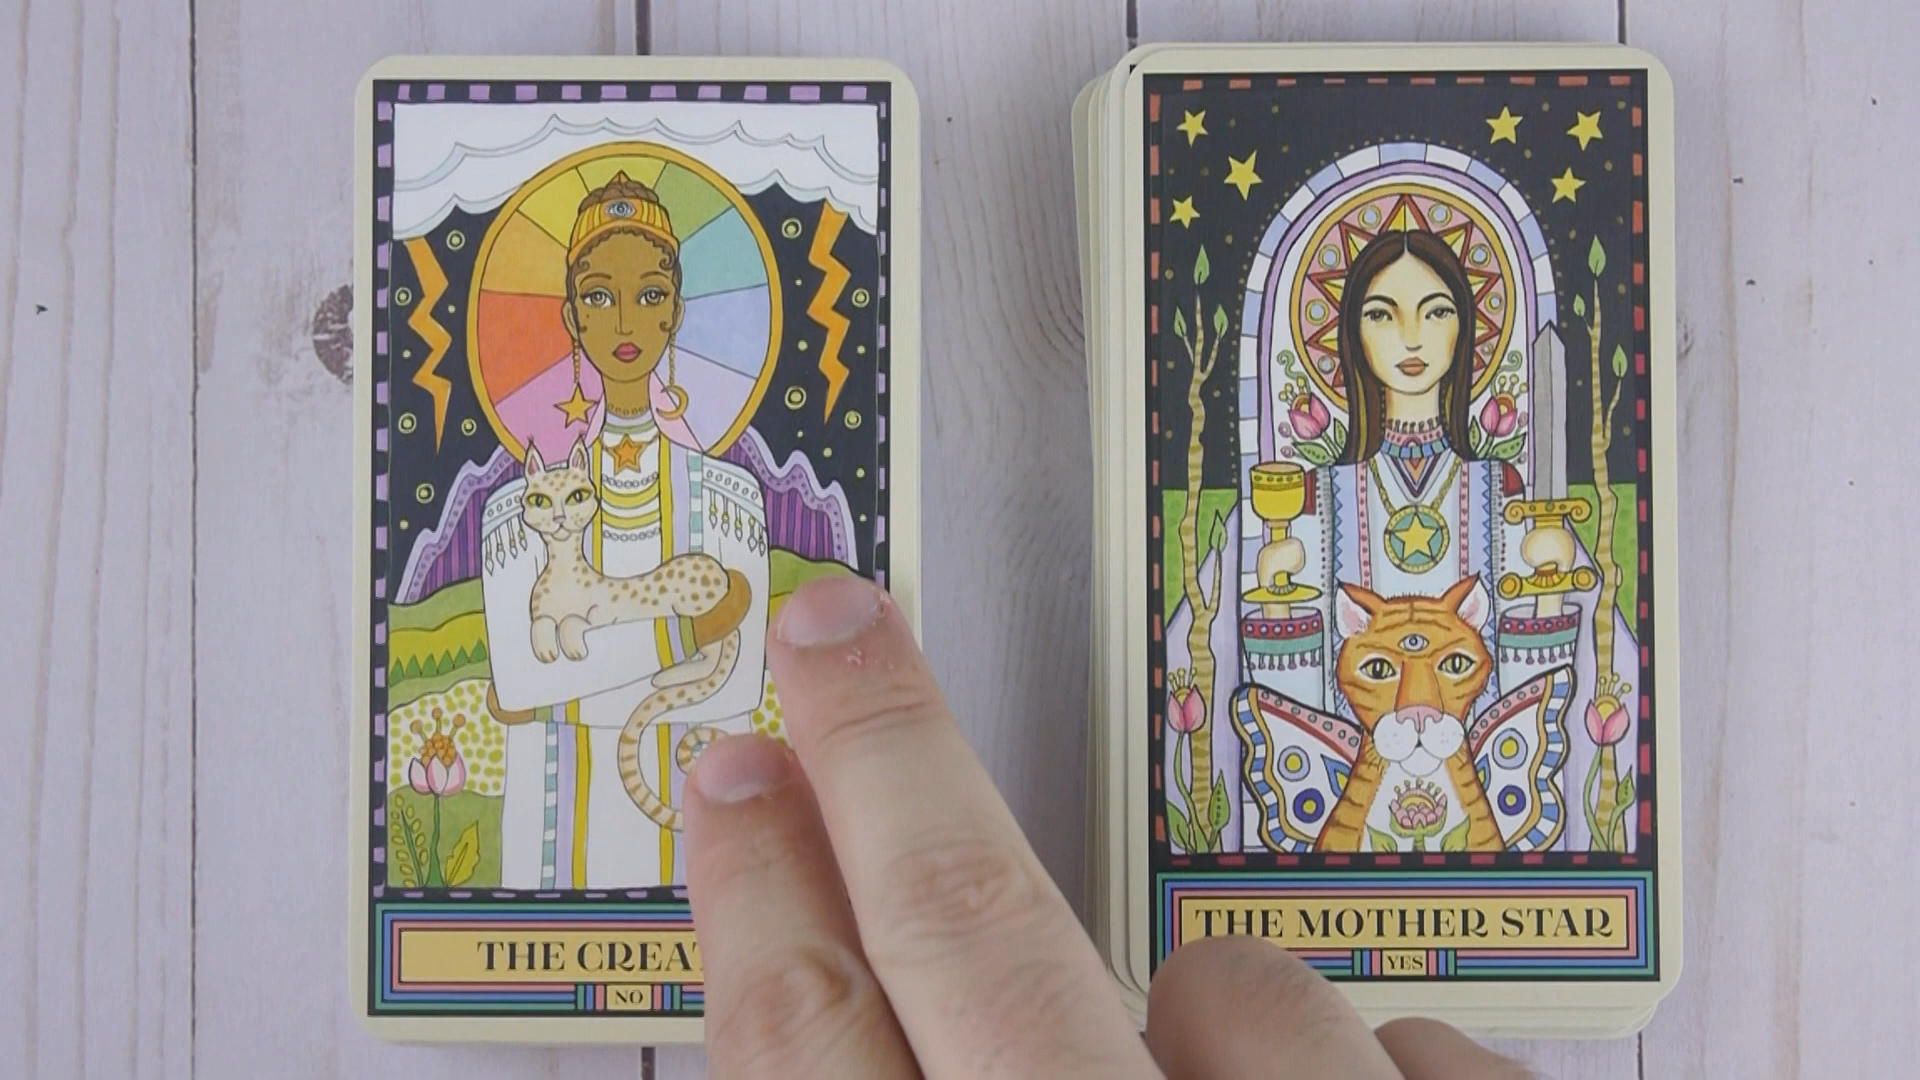 THE CREAT
NO
THE MOTHER STAR
YES